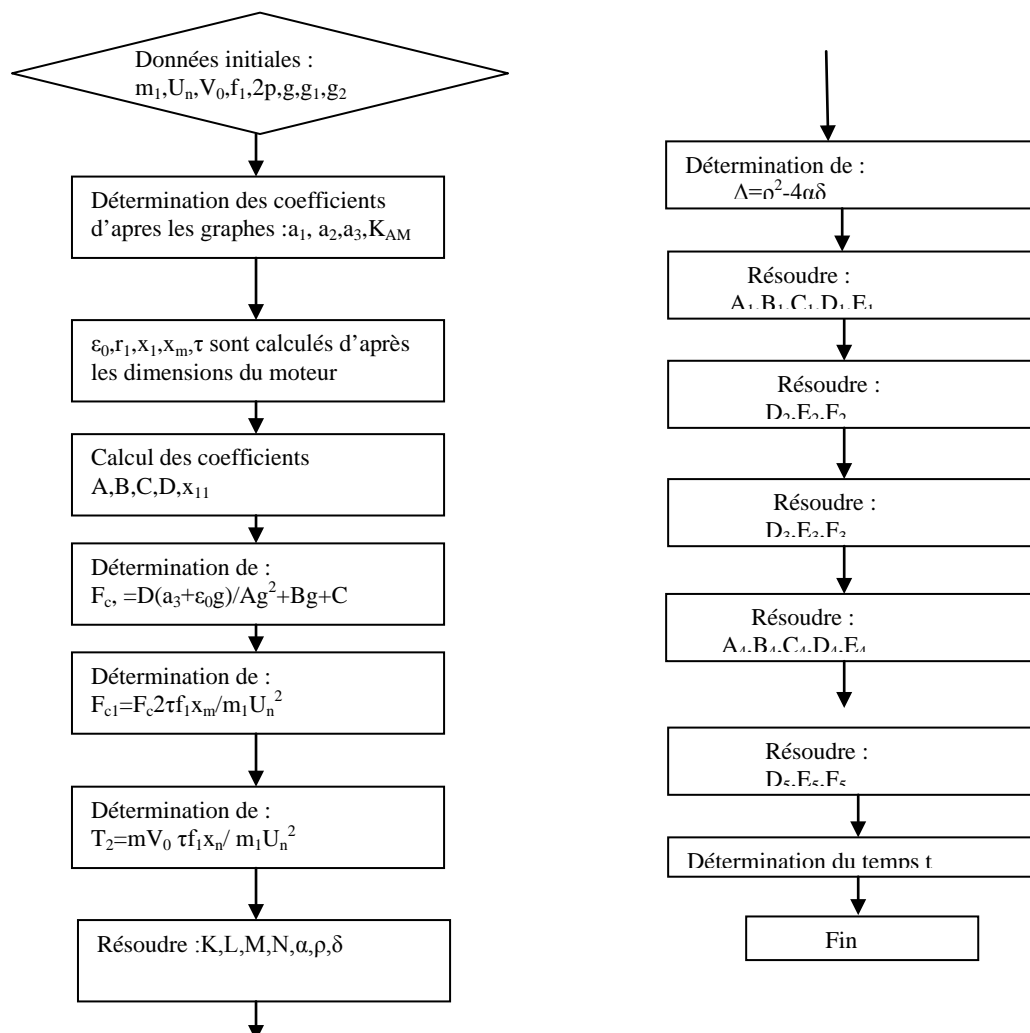 Données initiales :
m₁,Uₙ,V₀,f₁,2p,g,g₁,g₂
Détermination des coefficients
d’apres les graphes :a₁, a₂,a₃,K_AM
ε₀,r₁,x₁,xₘ,τ sont calculés d’après
les dimensions du moteur
Calcul des coefficients
A,B,C,D,x₁₁
Détermination de :
F_c, =D(a₃+ε₀g)/Ag²+Bg+C
Détermination de :
F_c1=F_c2τf₁xₘ/m₁Uₙ²
Détermination de :
T₂=mV₀ τf₁xₙ/ m₁Uₙ²
Résoudre :K,L,M,N,α,ρ,δ
Détermination de :
Δ=ρ²-4αδ
Résoudre :
A₁,B₁,C₁,D₁,E₁
Résoudre :
D₂,E₂,F₂
Résoudre :
D₃,E₃,F₃
Résoudre :
A₄,B₄,C₄,D₄,E₄
Résoudre :
D₅,E₅,F₅
Détermination du temps t
Fin